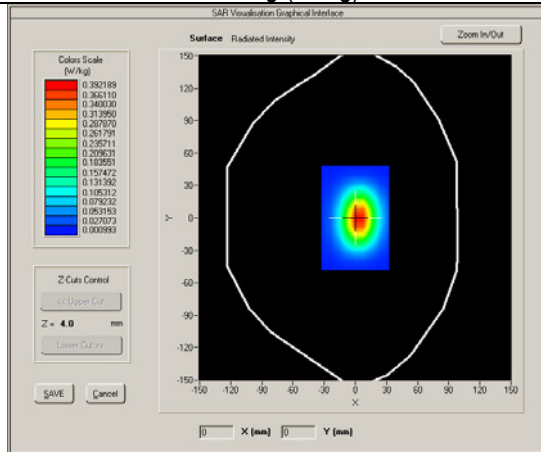 SAR Visualisation Graphical Interface
Surface Radiated Intensity
Zoom In/Out
Colors Scale
(W/kg)
0.392189
0.366110
0.340030
0.313950
0.287870
0.261791
0.235711
0.209631
0.183551
0.157472
0.131392
0.105312
0.079232
0.053153
0.027073
0.000993
150
120
90
60
30
0
-30
-60
-90
-120
-150
Y
-150 -120 -90 -60 -30 0 30 60 90 120 150
X
Z-Cuts Control
<< Upper Cut
Z = 4.0 mm
Lower Cut >>
SAVE Cancel
0 X (mm) 0 Y (mm)